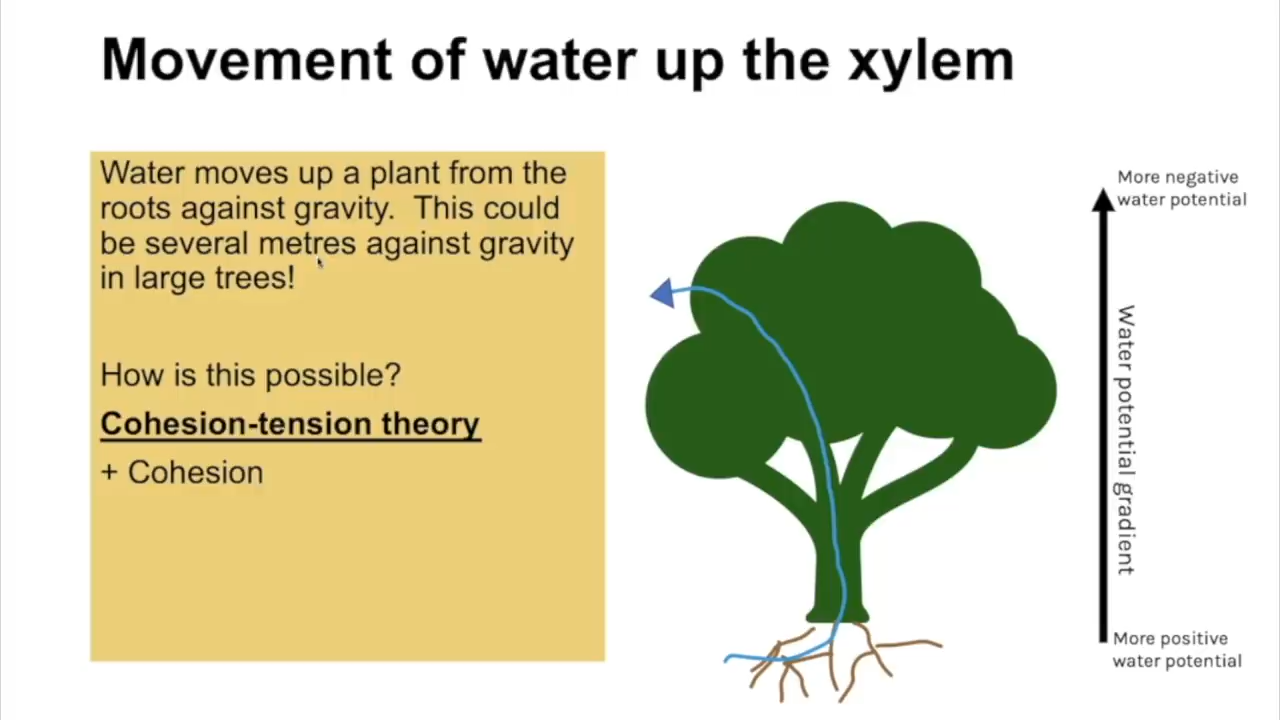 Movement of water up the xylem
Water moves up a plant from the
roots against gravity.  This could
be several metres against gravity
in large trees!
How is this possible?
Cohesion-tension theory
+ Cohesion
More negative
water potential
Water potential gradient
More positive
water potential